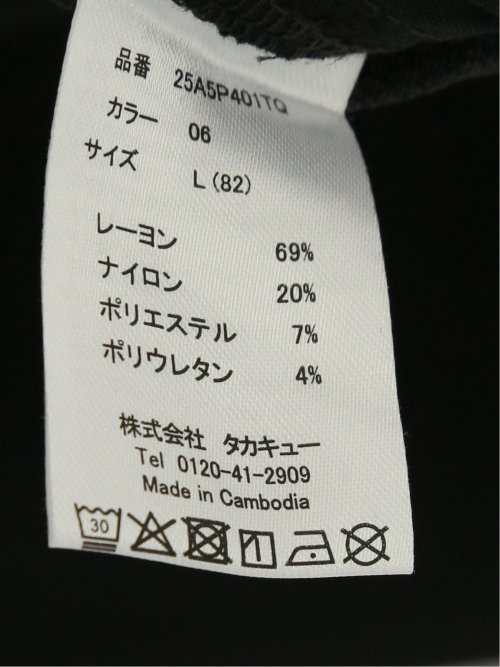 品番 25A5P401TQ
カラー 06
サイズ L(82)
レーヨン 69%
ナイロン 20%
ポリエステル 7%
ポリウレタン 4%
株式会社 タカキュー
Tel 0120-41-2909
Made in Cambodia
30